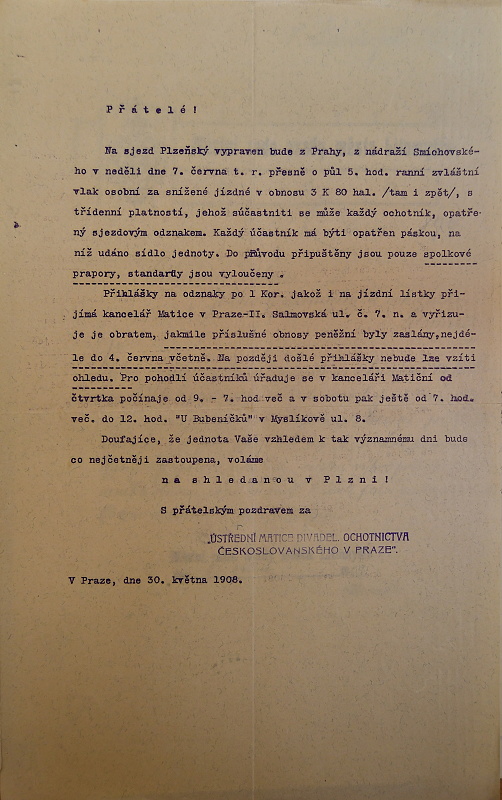 P ř á t e l é !
Na sjezd Plzeňský vypraven bude z Prahy, z nádraží Smíchovské-
ho v neděli dne 7. června t. r. přesně o půl 5. hod. ranní zvláštní
vlak osobní za snížené jízdné v obnosu 3 K 80 hal. /tam i zpět/, s
třídenní platností, jehož súčastniti se může každý ochotník, opatře-
ný sjezdovým odznakem. Každý účastník má býti opatřen páskou, na
níž udáno sídlo jednoty. Do průvodu připuštěny jsou pouze spolkové
prapory, standardy jsou vyloučeny .
Přihlášky na odznaky po 1 Kor. jakož i na jízdní lístky při-
jímá kancelář Matice v Praze-II. Salmovská ul. č. 7. n. a vyřizu-
je je obratem, jakmile příslušné obnosy peněžní byly zaslány,nejdé-
le do 4. června včetně. Na později došlé přihlášky nebude lze vzíti
ohledu. Pro pohodlí účastníků úřaduje se v kanceláři Matiční od
čtvrtka počínaje od 9. - 7. hod več a v sobotu pak ještě od 7. hod.
več. do 12. hod. "U Bubeníčků" v Myslíkově ul. 8.
Doufajíce, že jednota Vaše vzhledem k tak významnému dni bude
co nejčetněji zastoupena, voláme
n a s h l e d a n o u v P l z n i !
S přátelským pozdravem za
„ÚSTŘEDNÍ MATICE DIVADEL. OCHOTNICTVA
ČESKOSLOVANSKÉHO V PRAZE".
V Praze, dne 30. května 1908.